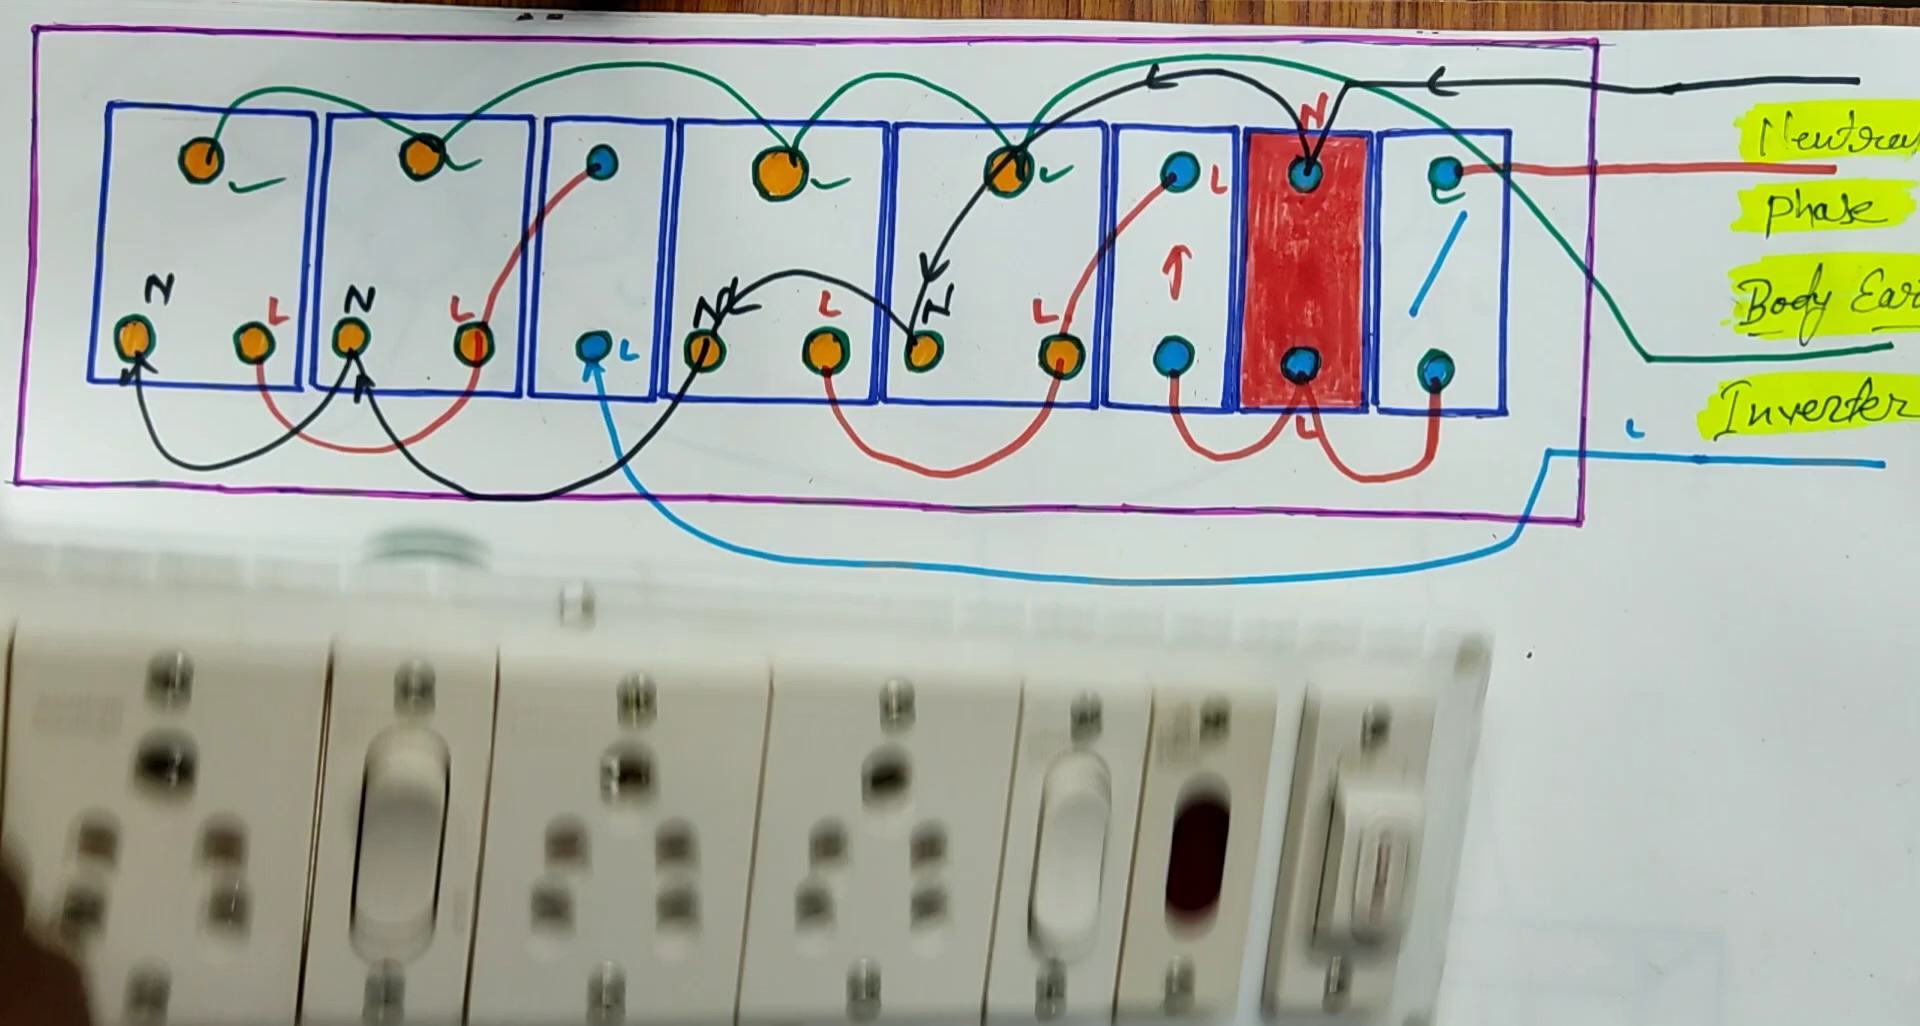 N
Neutra
L
Phase
N L N L
L
N L N L
Body Ear
Inverter
L
L